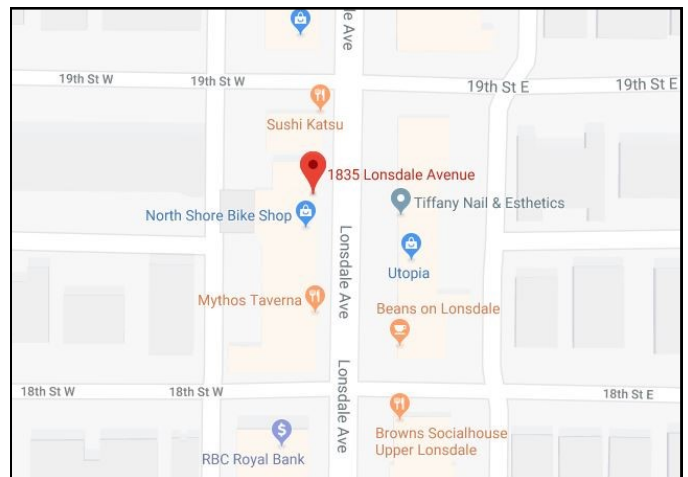 le Ave
19th St W
19th St W
19th St E
19th St E
Sushi Katsu
1835 Lonsdale Avenue
Tiffany Nail & Esthetics
North Shore Bike Shop
Lonsdale Ave
Utopia
Mythos Taverna
Beans on Lonsdale
Lonsdale Ave
18th St W
18th St W
18th St E
$
RBC Royal Bank
Browns Socialhouse
Upper Lonsdale